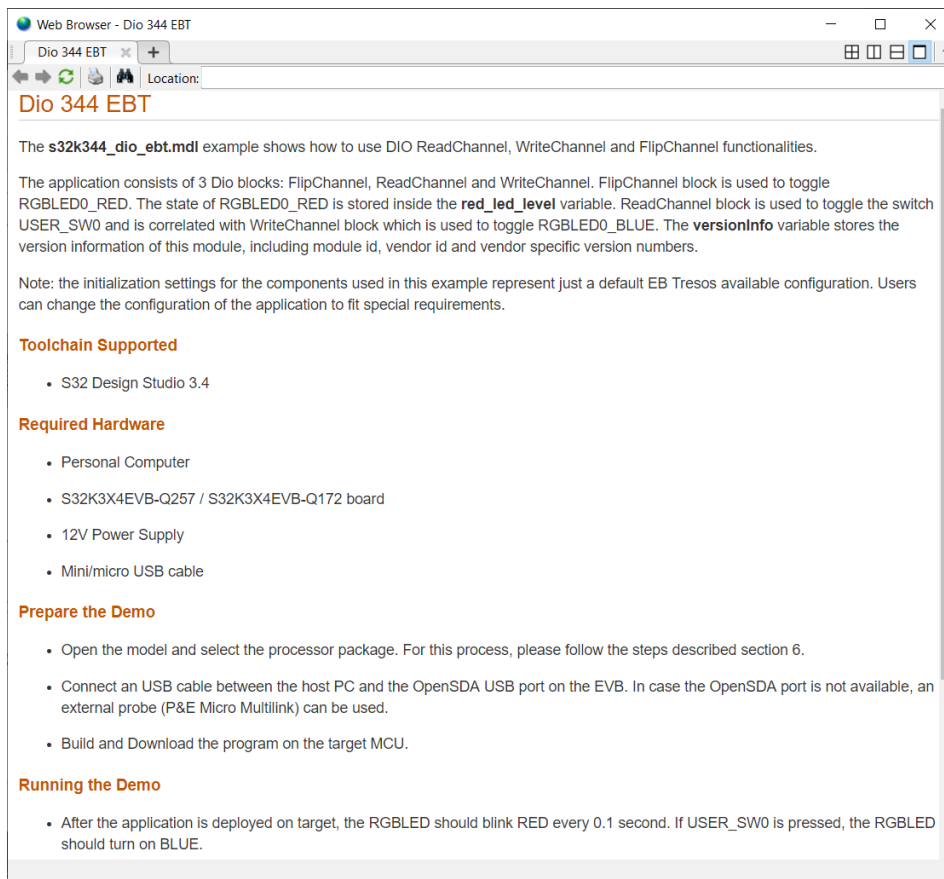 Web Browser - Dio 344 EBT
Dio 344 EBT
Location:
Dio 344 EBT
The s32k344_dio_ebt.mdl example shows how to use DIO ReadChannel, WriteChannel and FlipChannel functionalities.
The application consists of 3 Dio blocks: FlipChannel, ReadChannel and WriteChannel. FlipChannel block is used to toggle
RGBLED0_RED. The state of RGBLED0_RED is stored inside the red_led_level variable. ReadChannel block is used to toggle the switch
USER_SW0 and is correlated with WriteChannel block which is used to toggle RGBLED0_BLUE. The versionInfo variable stores the
version information of this module, including module id, vendor id and vendor specific version numbers.
Note: the initialization settings for the components used in this example represent just a default EB Tresos available configuration. Users
can change the configuration of the application to fit special requirements.
Toolchain Supported
• S32 Design Studio 3.4
Required Hardware
• Personal Computer
• S32K3X4EVB-Q257 / S32K3X4EVB-Q172 board
• 12V Power Supply
• Mini/micro USB cable
Prepare the Demo
• Open the model and select the processor package. For this process, please follow the steps described section 6.
• Connect an USB cable between the host PC and the OpenSDA USB port on the EVB. In case the OpenSDA port is not available, an
external probe (P&E Micro Multilink) can be used.
• Build and Download the program on the target MCU.
Running the Demo
• After the application is deployed on target, the RGBLED should blink RED every 0.1 second. If USER_SW0 is pressed, the RGBLED
should turn on BLUE.